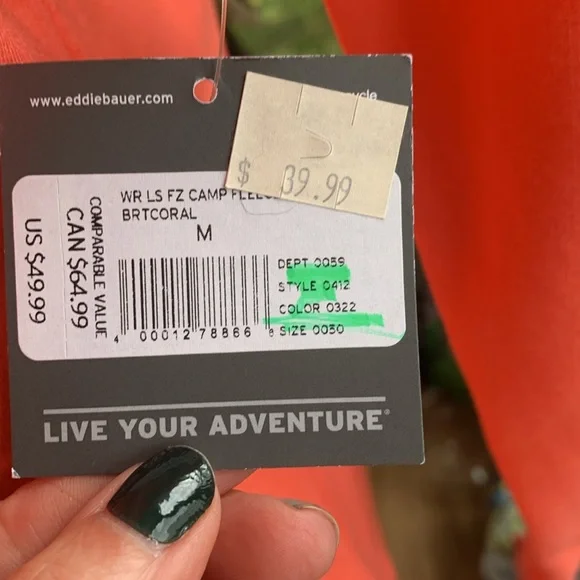 www.eddiebauer.com
$ 39.99
WR LS FZ CAMP
BRTCORAL
M
COMPARABLE VALUE
CAN $64.99
US $49.99
DEPT 0059
STYLE 0412
COLOR 0322
SIZE 0050
4 00012 78866 8
LIVE YOUR ADVENTURE®